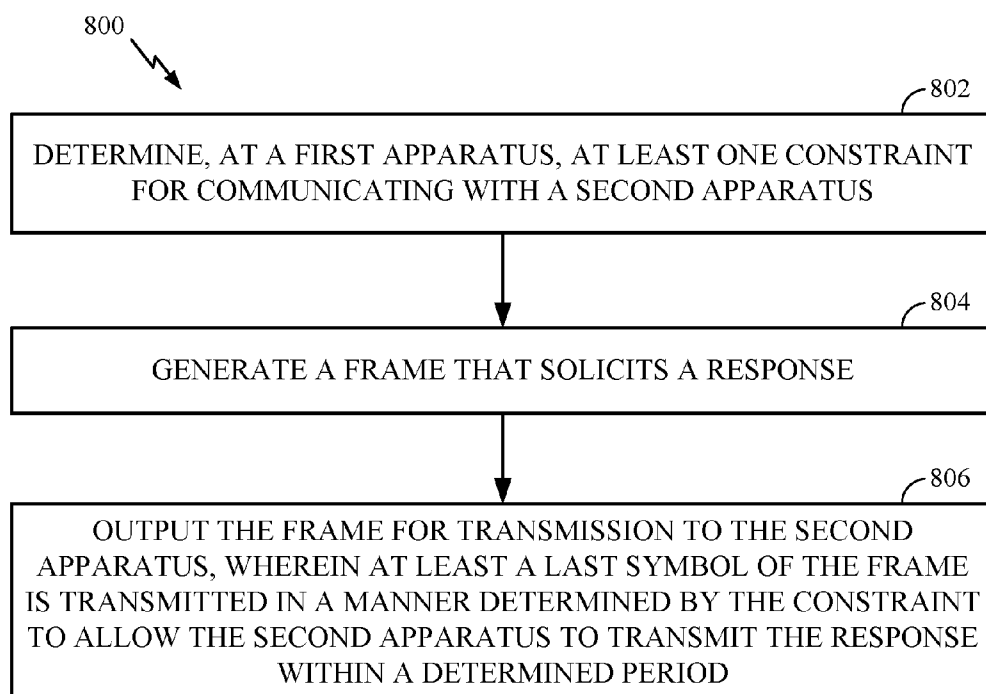 800
802
DETERMINE, AT A FIRST APPARATUS, AT LEAST ONE CONSTRAINT
FOR COMMUNICATING WITH A SECOND APPARATUS
804
GENERATE A FRAME THAT SOLICITS A RESPONSE
806
OUTPUT THE FRAME FOR TRANSMISSION TO THE SECOND
APPARATUS, WHEREIN AT LEAST A LAST SYMBOL OF THE FRAME
IS TRANSMITTED IN A MANNER DETERMINED BY THE CONSTRAINT
TO ALLOW THE SECOND APPARATUS TO TRANSMIT THE RESPONSE
WITHIN A DETERMINED PERIOD